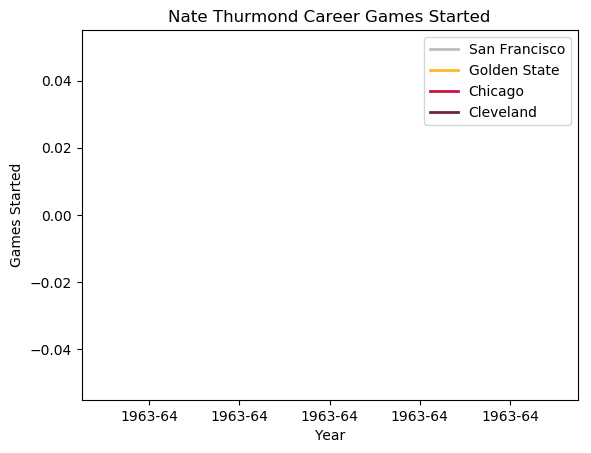 Nate Thurmond Career Games Started
San Francisco
Golden State
Chicago
Cleveland
0.04
0.02
0.00
−0.02
−0.04
Games Started
1963-64 1963-64 1963-64 1963-64 1963-64
Year